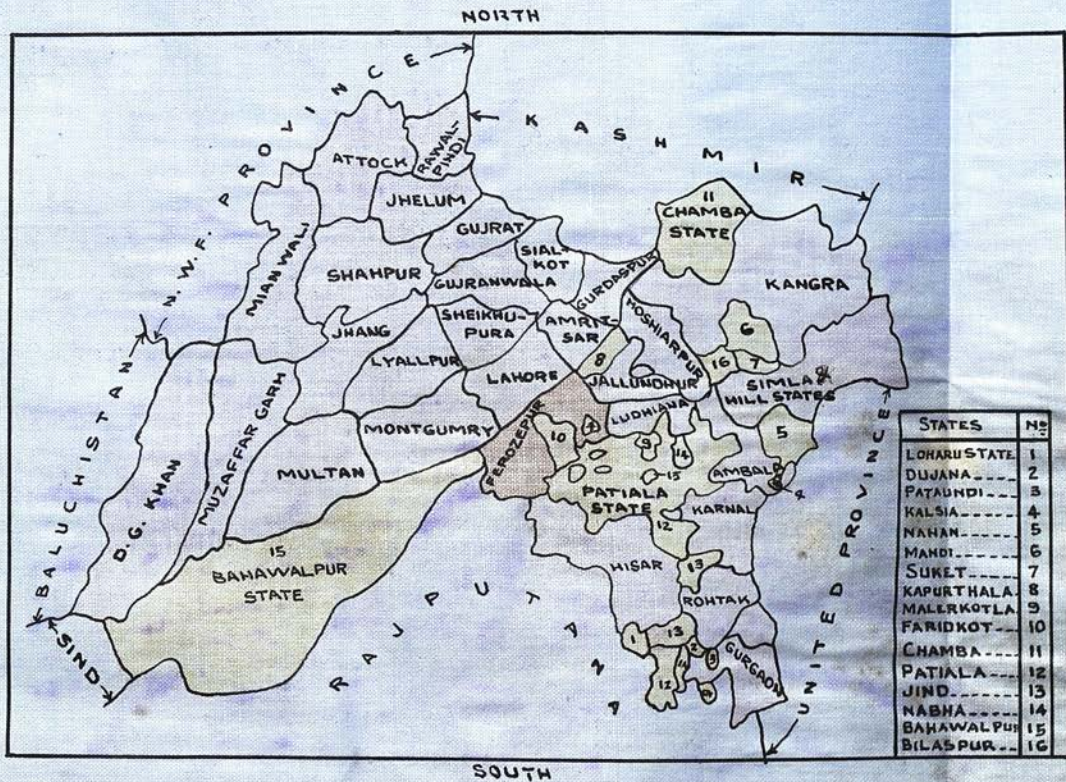 NORTH
N.W.F. PROVINCE
KASHMIR
ATTOCK
RAWAL-
PINDI
JHELUM
11
CHAMBA
STATE
GUJRAT
SIAL-
KOT
MIANWALI
SHAHPUR
GUJRANWALA
GURDASPUR
KANGRA
HOSHIARPUR
SHEIKHU-
PURA
AMRIT-
SAR
JHANG
6
LYALLPUR
8
16
7
LAHORE
JALLUNDHUR
SIMLA &
HILL STATES
BALUCHISTAN
D.G. KHAN
MUZAFFAR GARH
MONTGUMRY
FEROZEPUR
LUDHIANA
10
9
14
5
MULTAN
15
AMBALA
PATIALA
STATE
4
KARNAL
12
15
BAHAWALPUR
STATE
HISAR
13
ROHTAK
UNITED PROVINCE
RAJPUTANA
SIND
1
13
2
3
GURGAON
12
SOUTH
STATES Nº
LOHARU STATE 1
DUJANA 2
PATAUNDI 3
KALSIA 4
NAHAN 5
MANDI 6
SUKET 7
KAPURTHALA 8
MALERKOTLA 9
FARIDKOT 10
CHAMBA 11
PATIALA 12
JIND 13
NABHA 14
BAHAWALPUR 15
BILASPUR 16